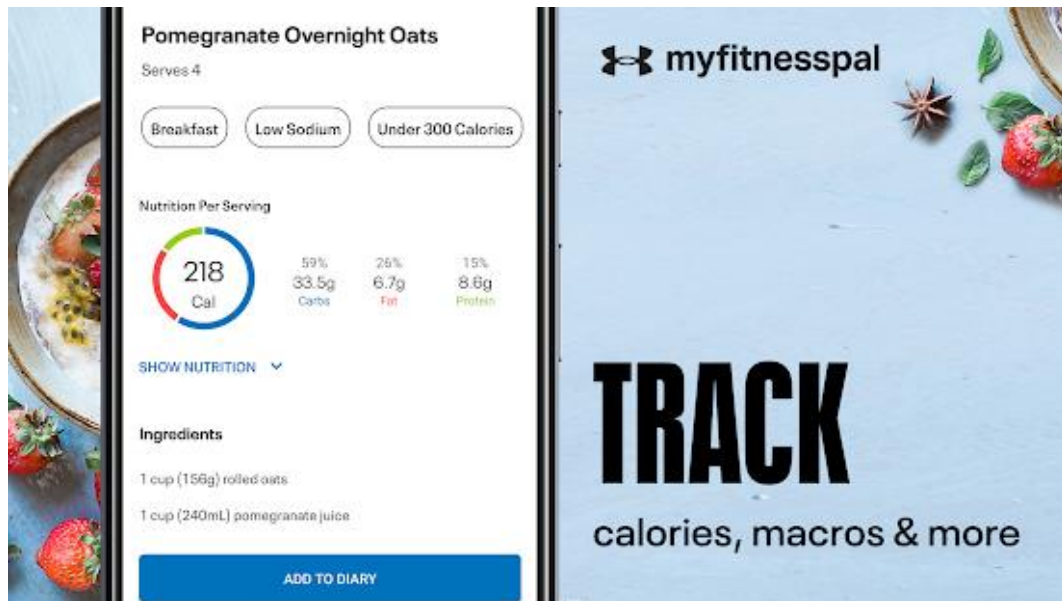 Pomegranate Overnight Oats
Serves 4
Breakfast
Low Sodium
Under 300 Calories
Nutrition Per Serving
218
Cal
59%
33.5g
Carbs
26%
6.7g
Fat
15%
8.6g
Protein
SHOW NUTRITION
Ingredients
1 cup (156g) rolled oats
1 cup (240mL) pomegranate juice
ADD TO DIARY
myfitnesspal
TRACK
calories, macros & more